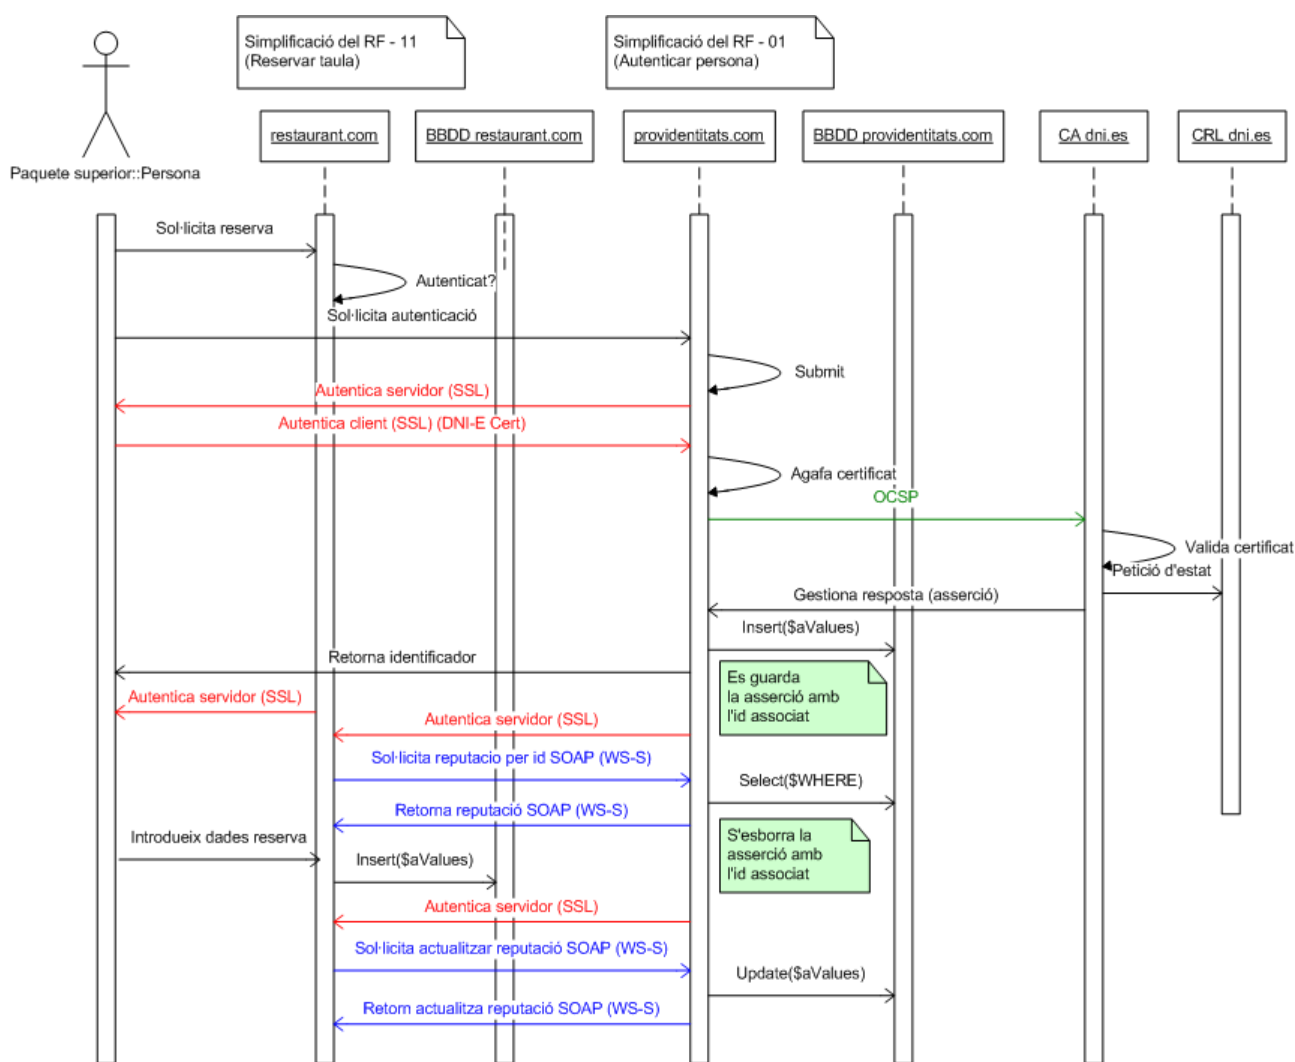 Simplificació del RF - 11
(Reservar taula)
Simplificació del RF - 01
(Autenticar persona)
restaurant.com
BBDD restaurant.com
providentitats.com
BBDD providentitats.com
CA dni.es
CRL dni.es
Paquete superior::Persona
Sol·licita reserva
Autenticat?
Sol·licita autenticació
Submit
Autentica servidor (SSL)
Autentica client (SSL) (DNI-E Cert)
Agafa certificat
OCSP
Valida certificat
Petició d'estat
Gestiona resposta (asserció)
Insert($aValues)
Retorna identificador
Es guarda
la asserció amb
l'id associat
Autentica servidor (SSL)
Autentica servidor (SSL)
Sol·licita reputacio per id SOAP (WS-S)
Select($WHERE)
Retorna reputació SOAP (WS-S)
Introdueix dades reserva
S'esborra la
asserció amb
l'id associat
Insert($aValues)
Autentica servidor (SSL)
Sol·licita actualitzar reputació SOAP (WS-S)
Update($aValues)
Retorn actualitza reputació SOAP (WS-S)